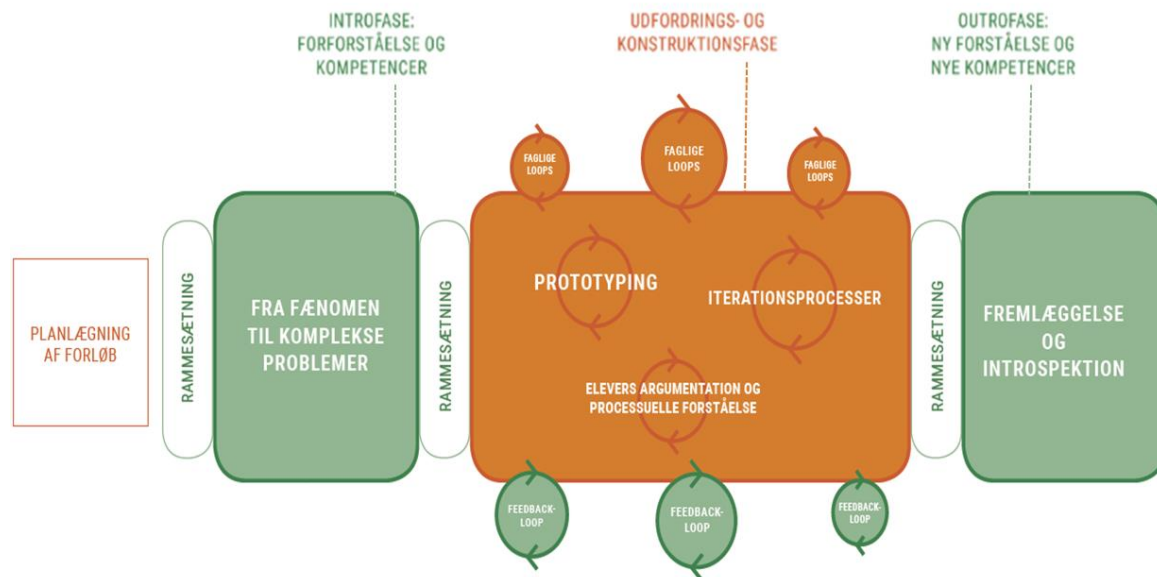 INTROFASE:
FORFORSTÅELSE OG
KOMPETENCER
UDFORDRINGS- OG
KONSTRUKTIONSFASE
OUTROFASE:
NY FORSTÅELSE OG
NYE KOMPETENCER
FAGLIGE
LOOPS
FAGLIGE
LOOPS
FAGLIGE
LOOPS
PLANLÆGNING
AF FORLØB
RAMMESÆTNING
FRA FÆNOMEN
TIL KOMPLEKSE
PROBLEMER
RAMMESÆTNING
PROTOTYPING
ITERATIONSPROCESSER
ELEVERS ARGUMENTATION OG
PROCESSUELLE FORSTÅELSE
RAMMESÆTNING
FREMLÆGGELSE
OG
INTROSPEKTION
FEEDBACK-
LOOP
FEEDBACK-
LOOP
FEEDBACK-
LOOP